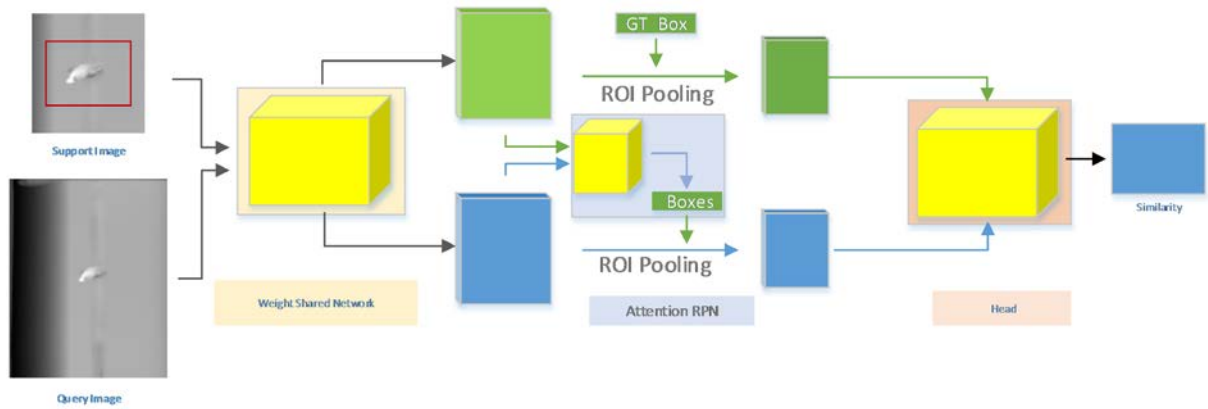 GT Box
ROI Pooling
Support Image
Boxes
Similarity
ROI Pooling
Weight Shared Network
Attention RPN
Head
Query Image